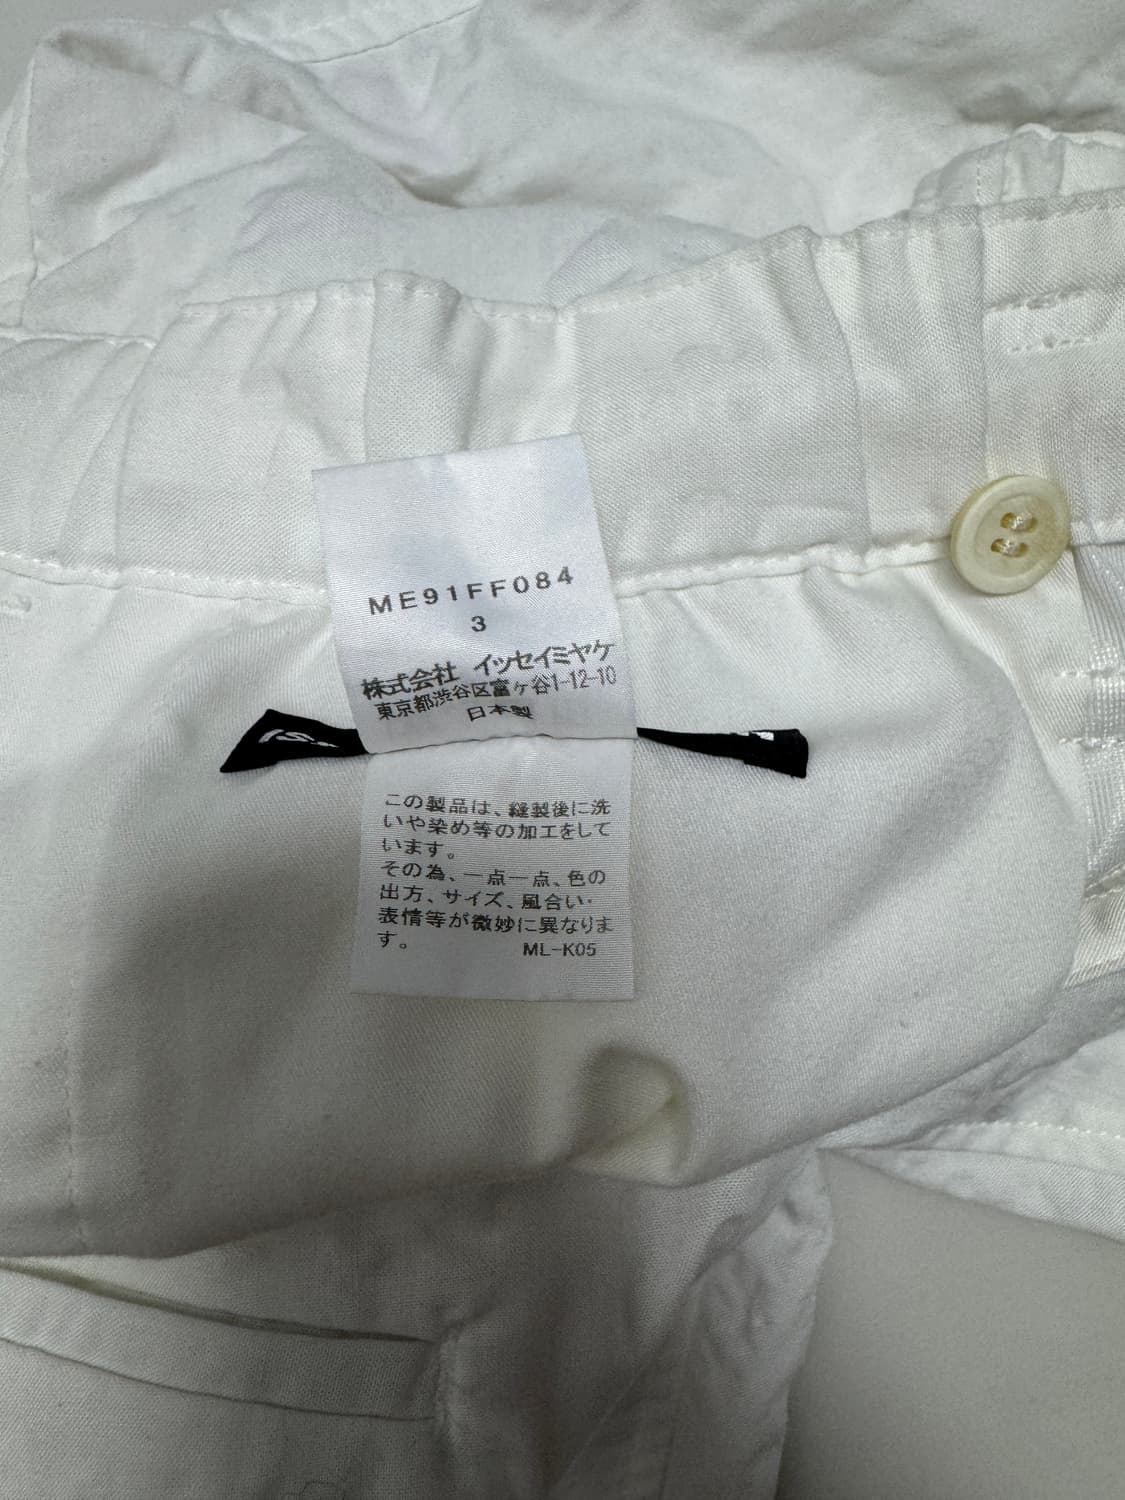 ME91FF084
3
株式会社 イッセイミヤケ
東京都渋谷区富ヶ谷1-12-10
日本製
この製品は、縫製後に洗
いや染め等の加工をして
います。
その為、一点一点、色の
出方、サイズ、風合い・
表情等が微妙に異なりま
す。 ML-K05